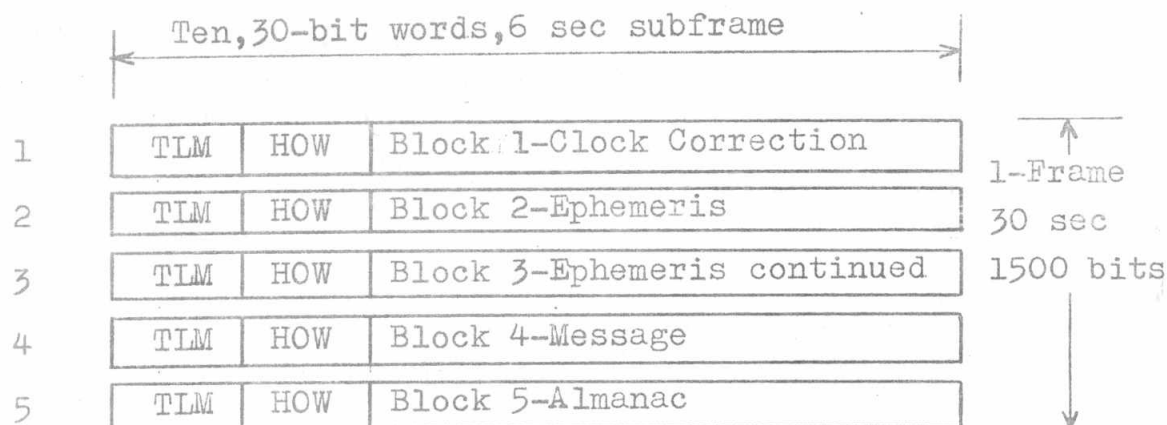 Ten,30-bit words,6 sec subframe
1 TLM HOW Block 1-Clock Correction
1-Frame
2 TLM HOW Block 2-Ephemeris
30 sec
3 TLM HOW Block 3-Ephemeris continued
1500 bits
4 TLM HOW Block 4-Message
5 TLM HOW Block 5-Almanac